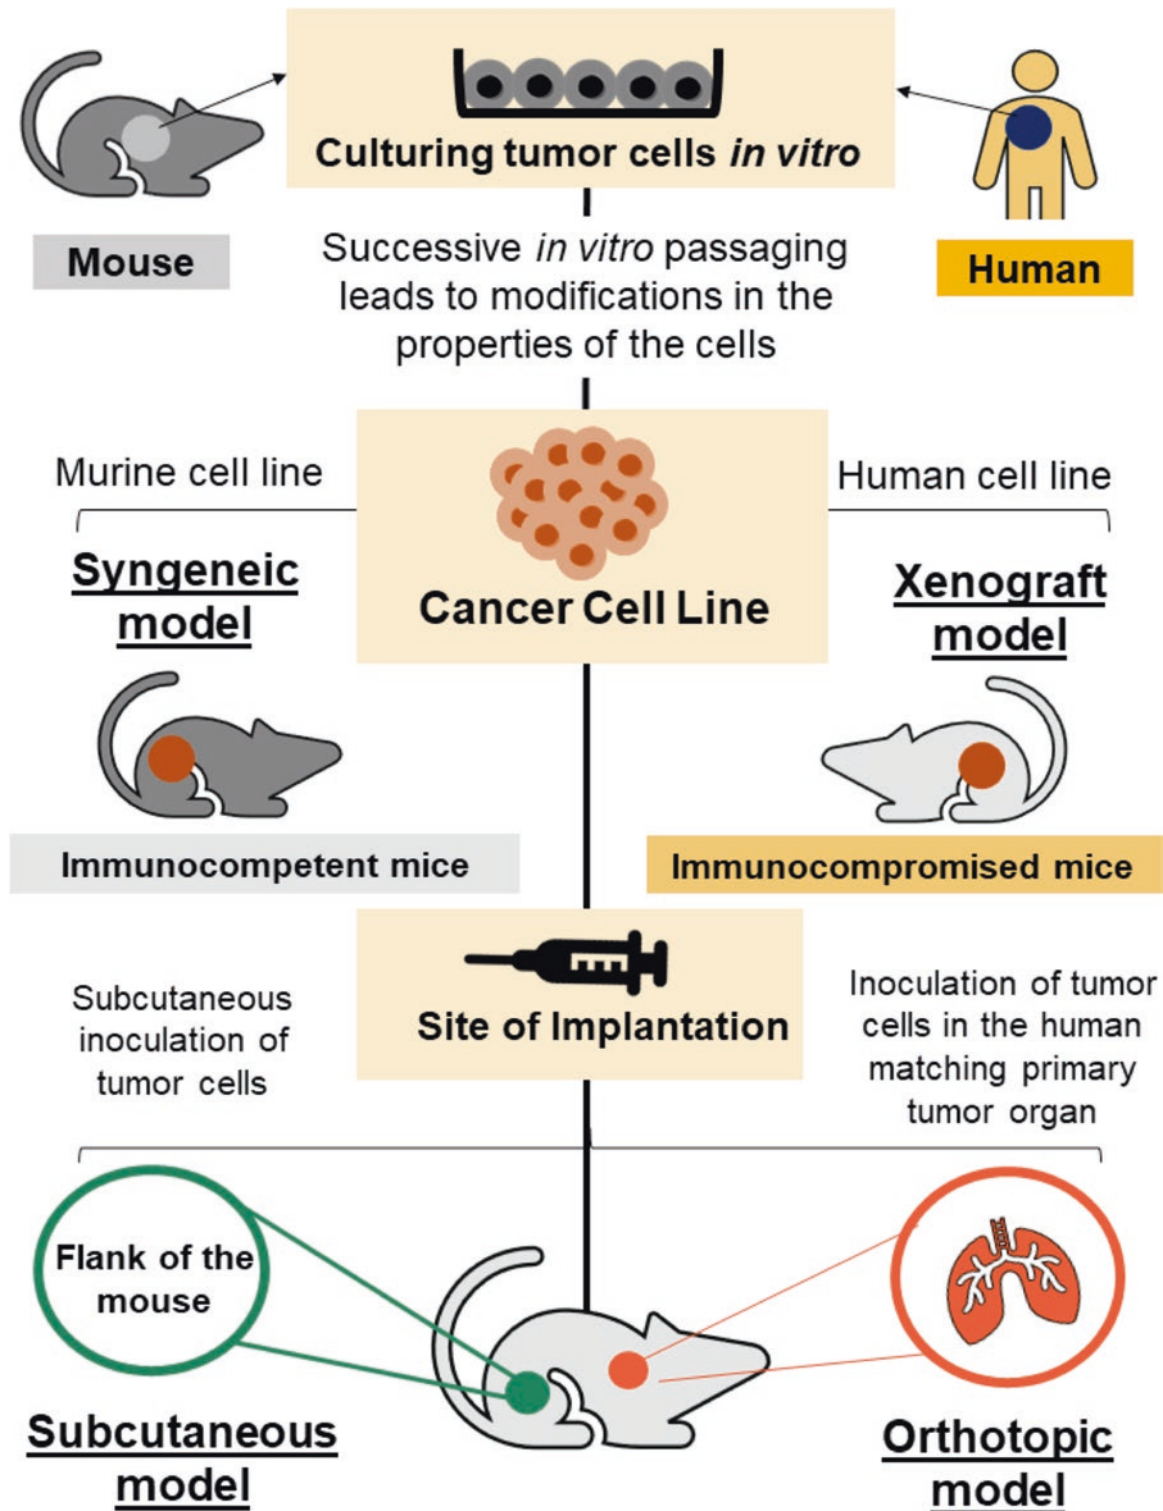 Culturing tumor cells in vitro
Mouse
Human
Successive in vitro passaging
leads to modifications in the
properties of the cells
Murine cell line
Human cell line
Syngeneic
model
Cancer Cell Line
Xenograft
model
Immunocompetent mice
Immunocompromised mice
Site of Implantation
Subcutaneous
inoculation of
tumor cells
Inoculation of tumor
cells in the human
matching primary
tumor organ
Flank of the
mouse
Subcutaneous
model
Orthotopic
model